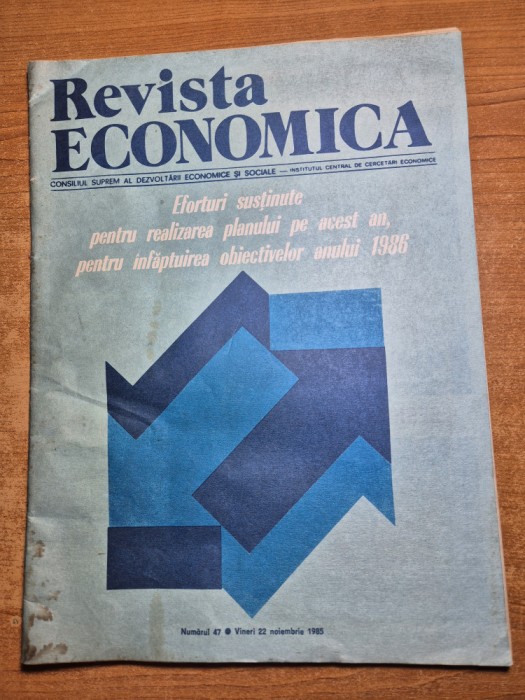 Revista
ECONOMICA
CONSILIUL SUPREM AL DEZVOLTĂRII ECONOMICE ȘI SOCIALE — INSTITUTUL CENTRAL DE CERCETĂRI ECONOMICE
Eforturi susținute
pentru realizarea planului pe acest an,
pentru înfăptuirea obiectivelor anului 1986
Numărul 47 ● Vineri 22 noiembrie 1985